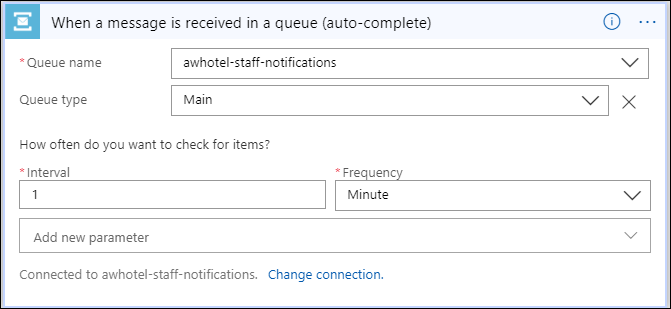 When a message is received in a queue (auto-complete)
* Queue name
awhotel-staff-notifications
Queue type
Main
How often do you want to check for items?
* Interval
* Frequency
1
Minute
Add new parameter
Connected to awhotel-staff-notifications. Change connection.